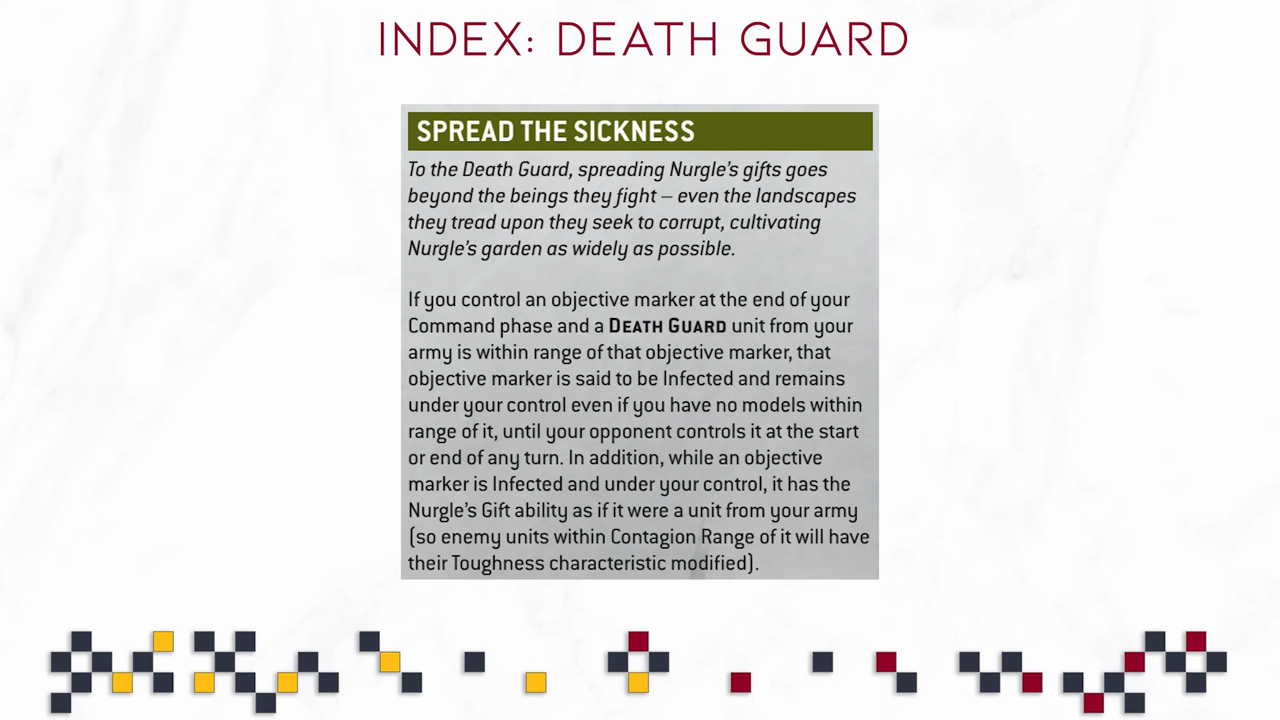 INDEX: DEATH GUARD
SPREAD THE SICKNESS
To the Death Guard, spreading Nurgle's gifts goes
beyond the beings they fight – even the landscapes
they tread upon they seek to corrupt, cultivating
Nurgle's garden as widely as possible.
If you control an objective marker at the end of your
Command phase and a DEATH GUARD unit from your
army is within range of that objective marker, that
objective marker is said to be Infected and remains
under your control even if you have no models within
range of it, until your opponent controls it at the start
or end of any turn. In addition, while an objective
marker is Infected and under your control, it has the
Nurgle's Gift ability as if it were a unit from your army
(so enemy units within Contagion Range of it will have
their Toughness characteristic modified).